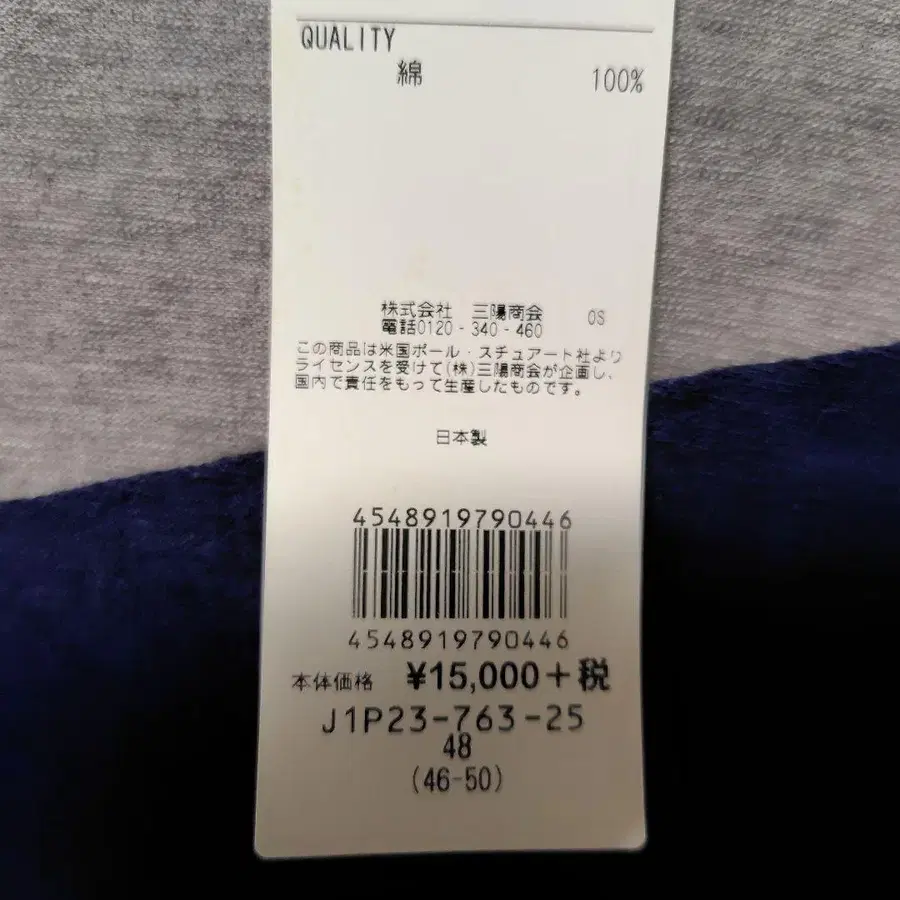 QUALITY
綿 100%
株式会社 三陽商会 OS
電話0120-340-460
この商品は米国ポール・スチュアート社より
ライセンスを受けて(株)三陽商会が企画し、
国内で責任をもって生産したものです。
日本製
4548919790446
4548919790446
本体価格 ¥15,000+税
J1P23-763-25
48
(46-50)